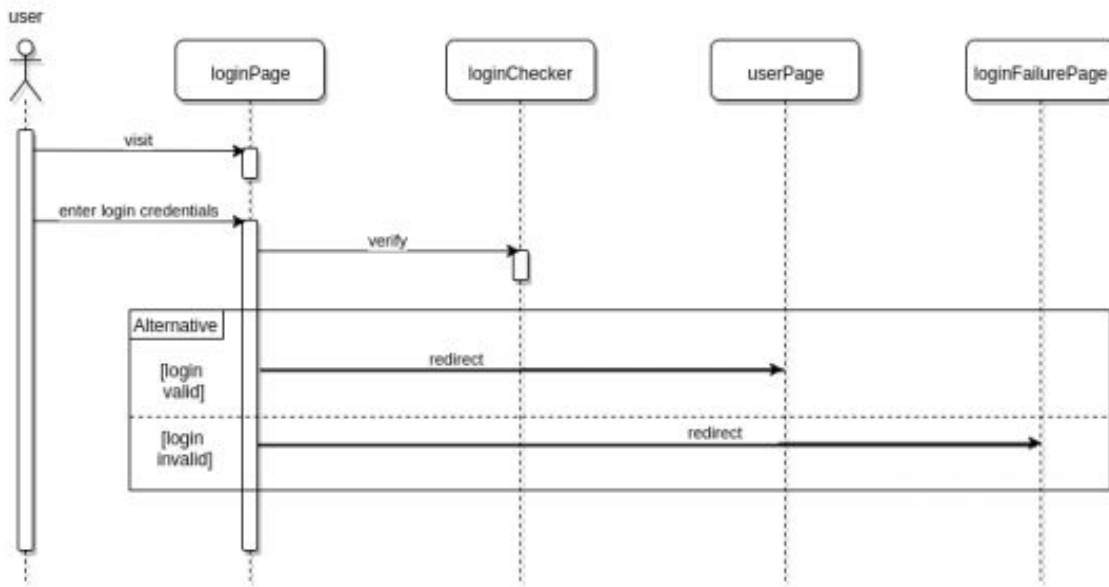 user
loginPage
loginChecker
userPage
loginFailurePage
visit
enter login credentials
verify
Alternative
[login
valid]
redirect
[login
invalid]
redirect